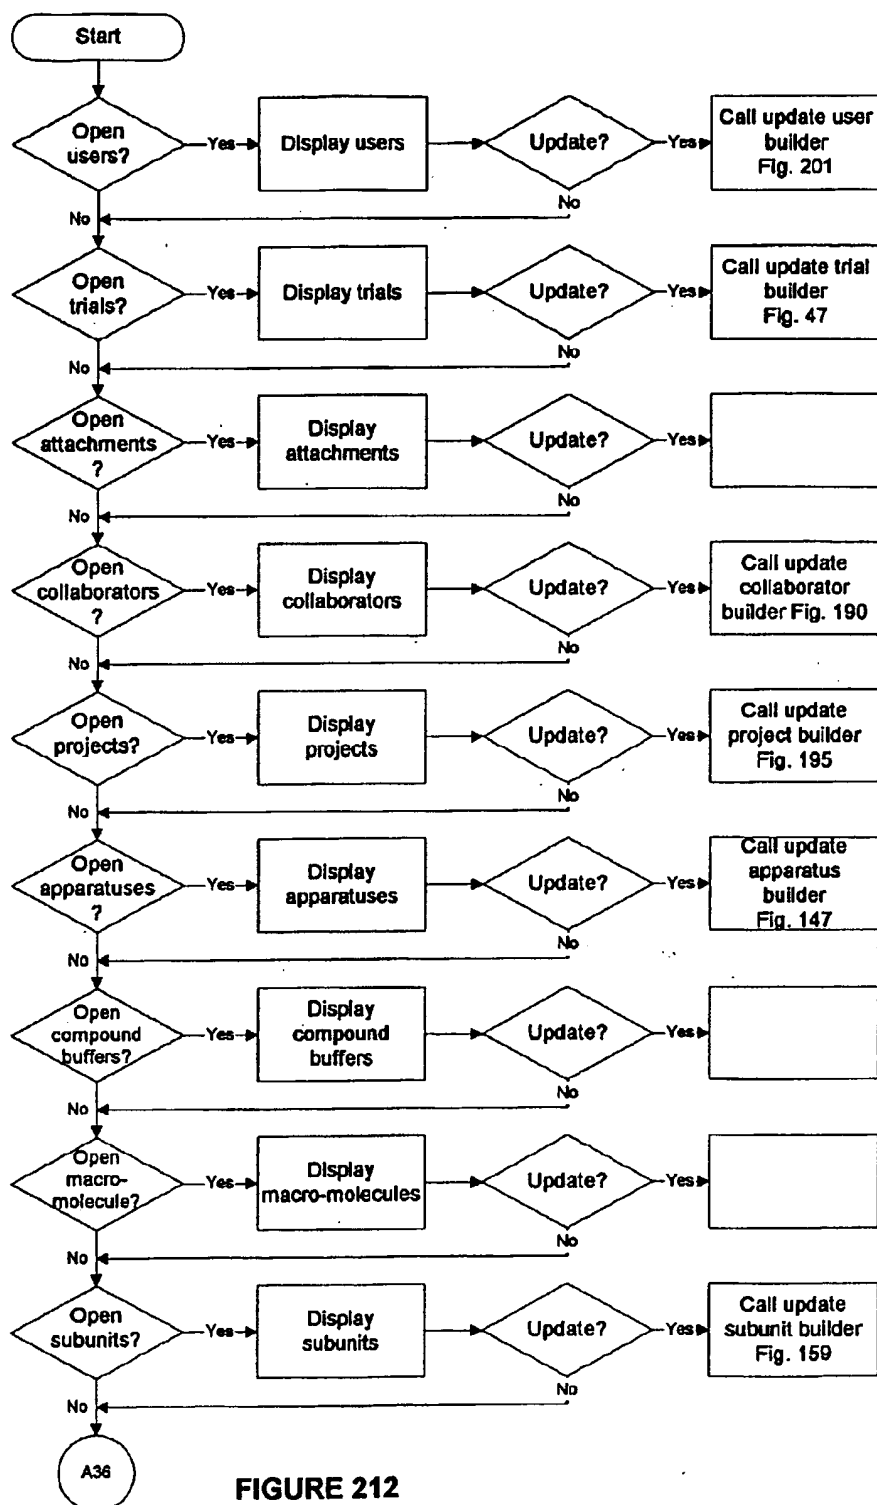 Start
Open
users?
Yes
Display users
Update?
Yes
Call update user
builder
Fig. 201
No
No
Open
trials?
Yes
Display trials
Update?
Yes
Call update trial
builder
Fig. 47
No
No
Open
attachments
?
Yes
Display
attachments
Update?
Yes
No
No
Open
collaborators
?
Yes
Display
collaborators
Update?
Yes
Call update
collaborator
builder Fig. 190
No
No
Open
projects?
Yes
Display
projects
Update?
Yes
Call update
project builder
Fig. 195
No
No
Open
apparatuses
?
Yes
Display
apparatuses
Update?
Yes
Call update
apparatus
builder
Fig. 147
No
No
Open
compound
buffers?
Yes
Display
compound
buffers
Update?
Yes
No
No
Open
macro-
molecule?
Yes
Display
macro-molecules
Update?
Yes
No
No
Open
subunits?
Yes
Display
subunits
Update?
Yes
Call update
subunit builder
Fig. 159
No
No
A36
FIGURE 212